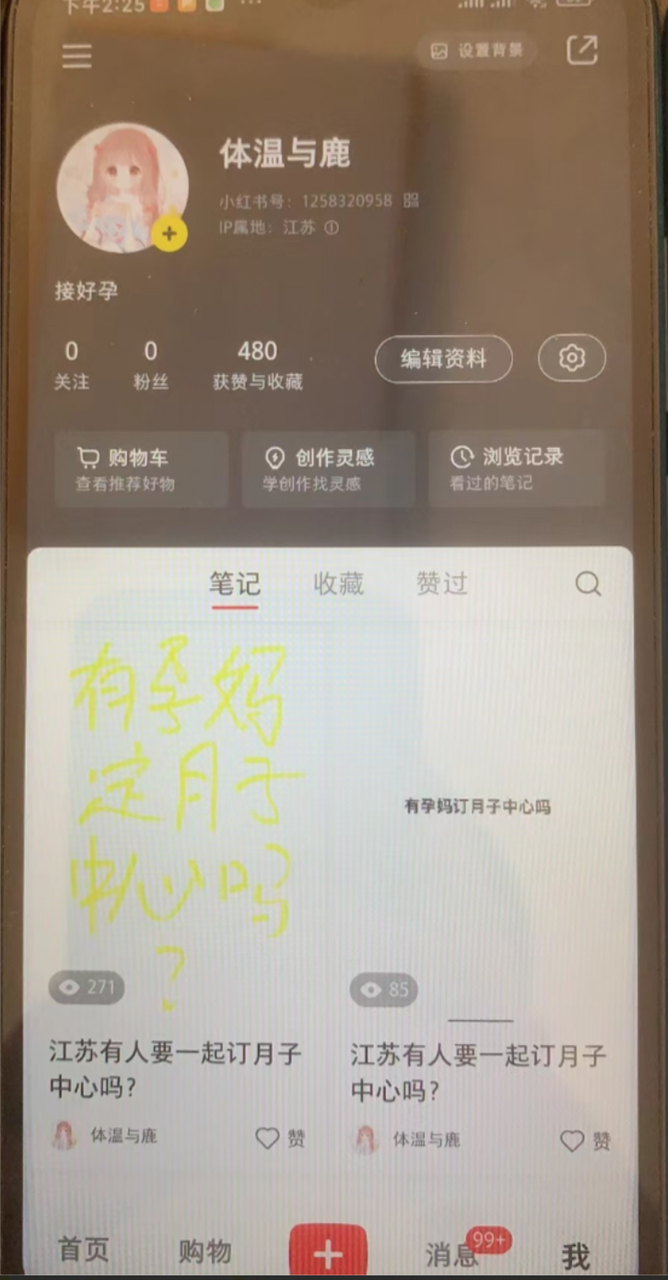 下午2:25
设置背景
体温与鹿
小红书号：1258320958
IP属地：江苏
接好孕
0 0 480
关注 粉丝 获赞与收藏 编辑资料
购物车 创作灵感 浏览记录
查看推荐好物 学创作找灵感 看过的笔记
笔记 收藏 赞过
有孕妈
定月子
中心吗
?
271
江苏有人要一起订月子
中心吗?
体温与鹿 赞
有孕妈订月子中心吗
85
江苏有人要一起订月子
中心吗?
体温与鹿 赞
首页 购物 消息 99+ 我